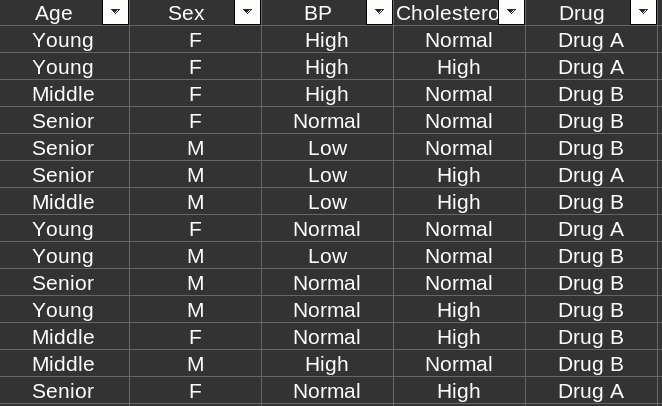 Age Sex BP Cholestero Drug
Young F High Normal Drug A
Young F High High Drug A
Middle F High Normal Drug B
Senior F Normal Normal Drug B
Senior M Low Normal Drug B
Senior M Low High Drug A
Middle M Low High Drug B
Young F Normal Normal Drug A
Young M Low Normal Drug B
Senior M Normal Normal Drug B
Young M Normal High Drug B
Middle F Normal High Drug B
Middle M High Normal Drug B
Senior F Normal High Drug A